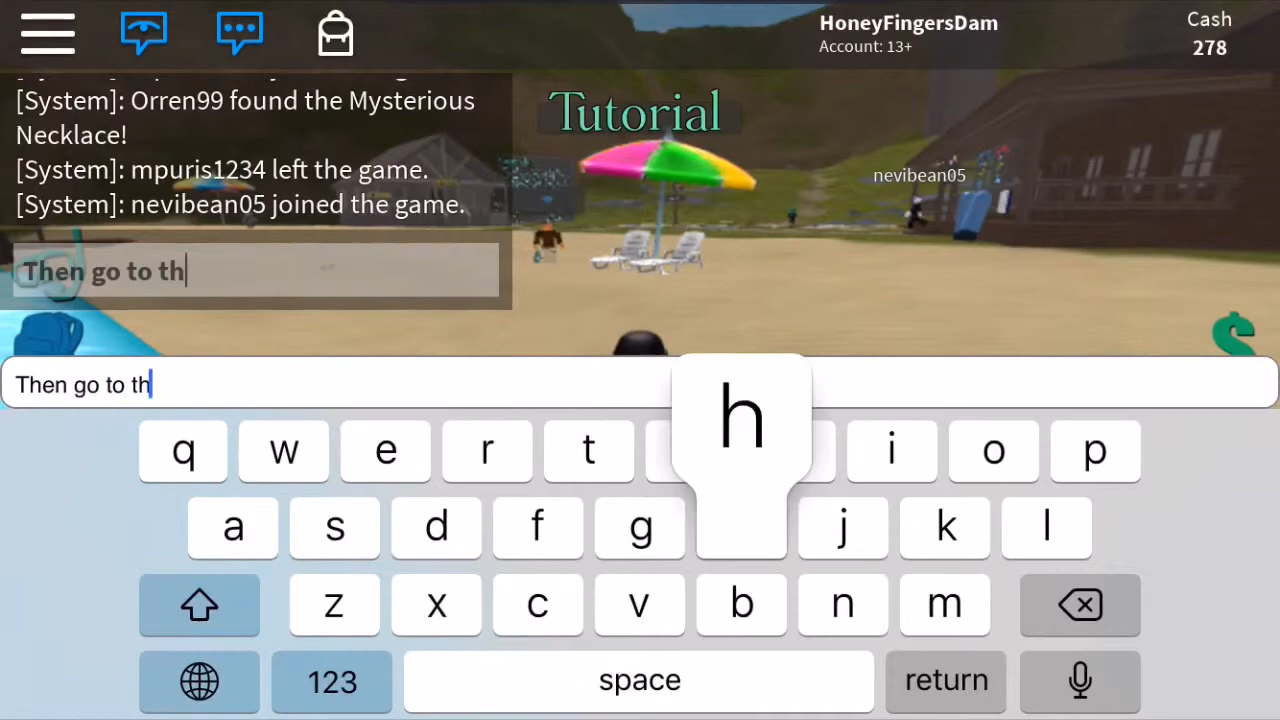 HoneyFingersDam
Account: 13+
Cash
278
[System]: Orren99 found the Mysterious
Necklace!
[System]: mpuris1234 left the game.
[System]: nevibean05 joined the game.
Then go to th
Tutorial
nevibean05
Then go to th
h
q w e r t i o p
a s d f g j k l
z x c v b n m
123 space return
$